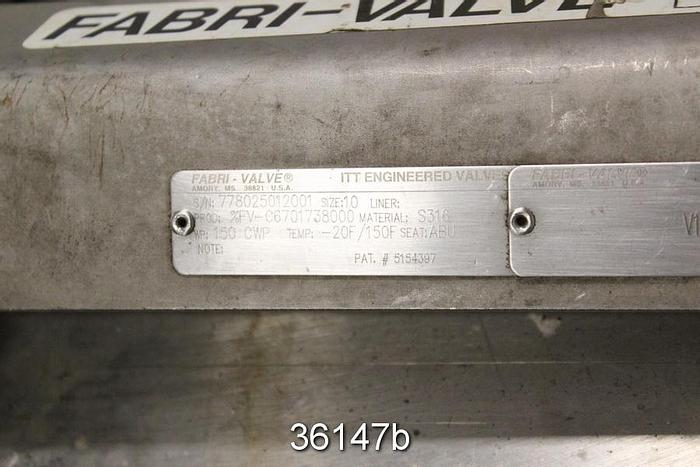 FABRI-VALVE
FABRI-VALVE® ITT ENGINEERED VALVES
AMORY, MS. 38821 U.S.A.
S/N: 778025012001 SIZE: 10 LINER:
PROD: %FV-C6701738000 MATERIAL: S316
WP: 150 CWP TEMP: -20F/150F SEAT: ABU
NOTE:
PAT. # 5154397
FABRI-VALVE®
AMORY, MS. 38821 U.S.A.
VI
36147b